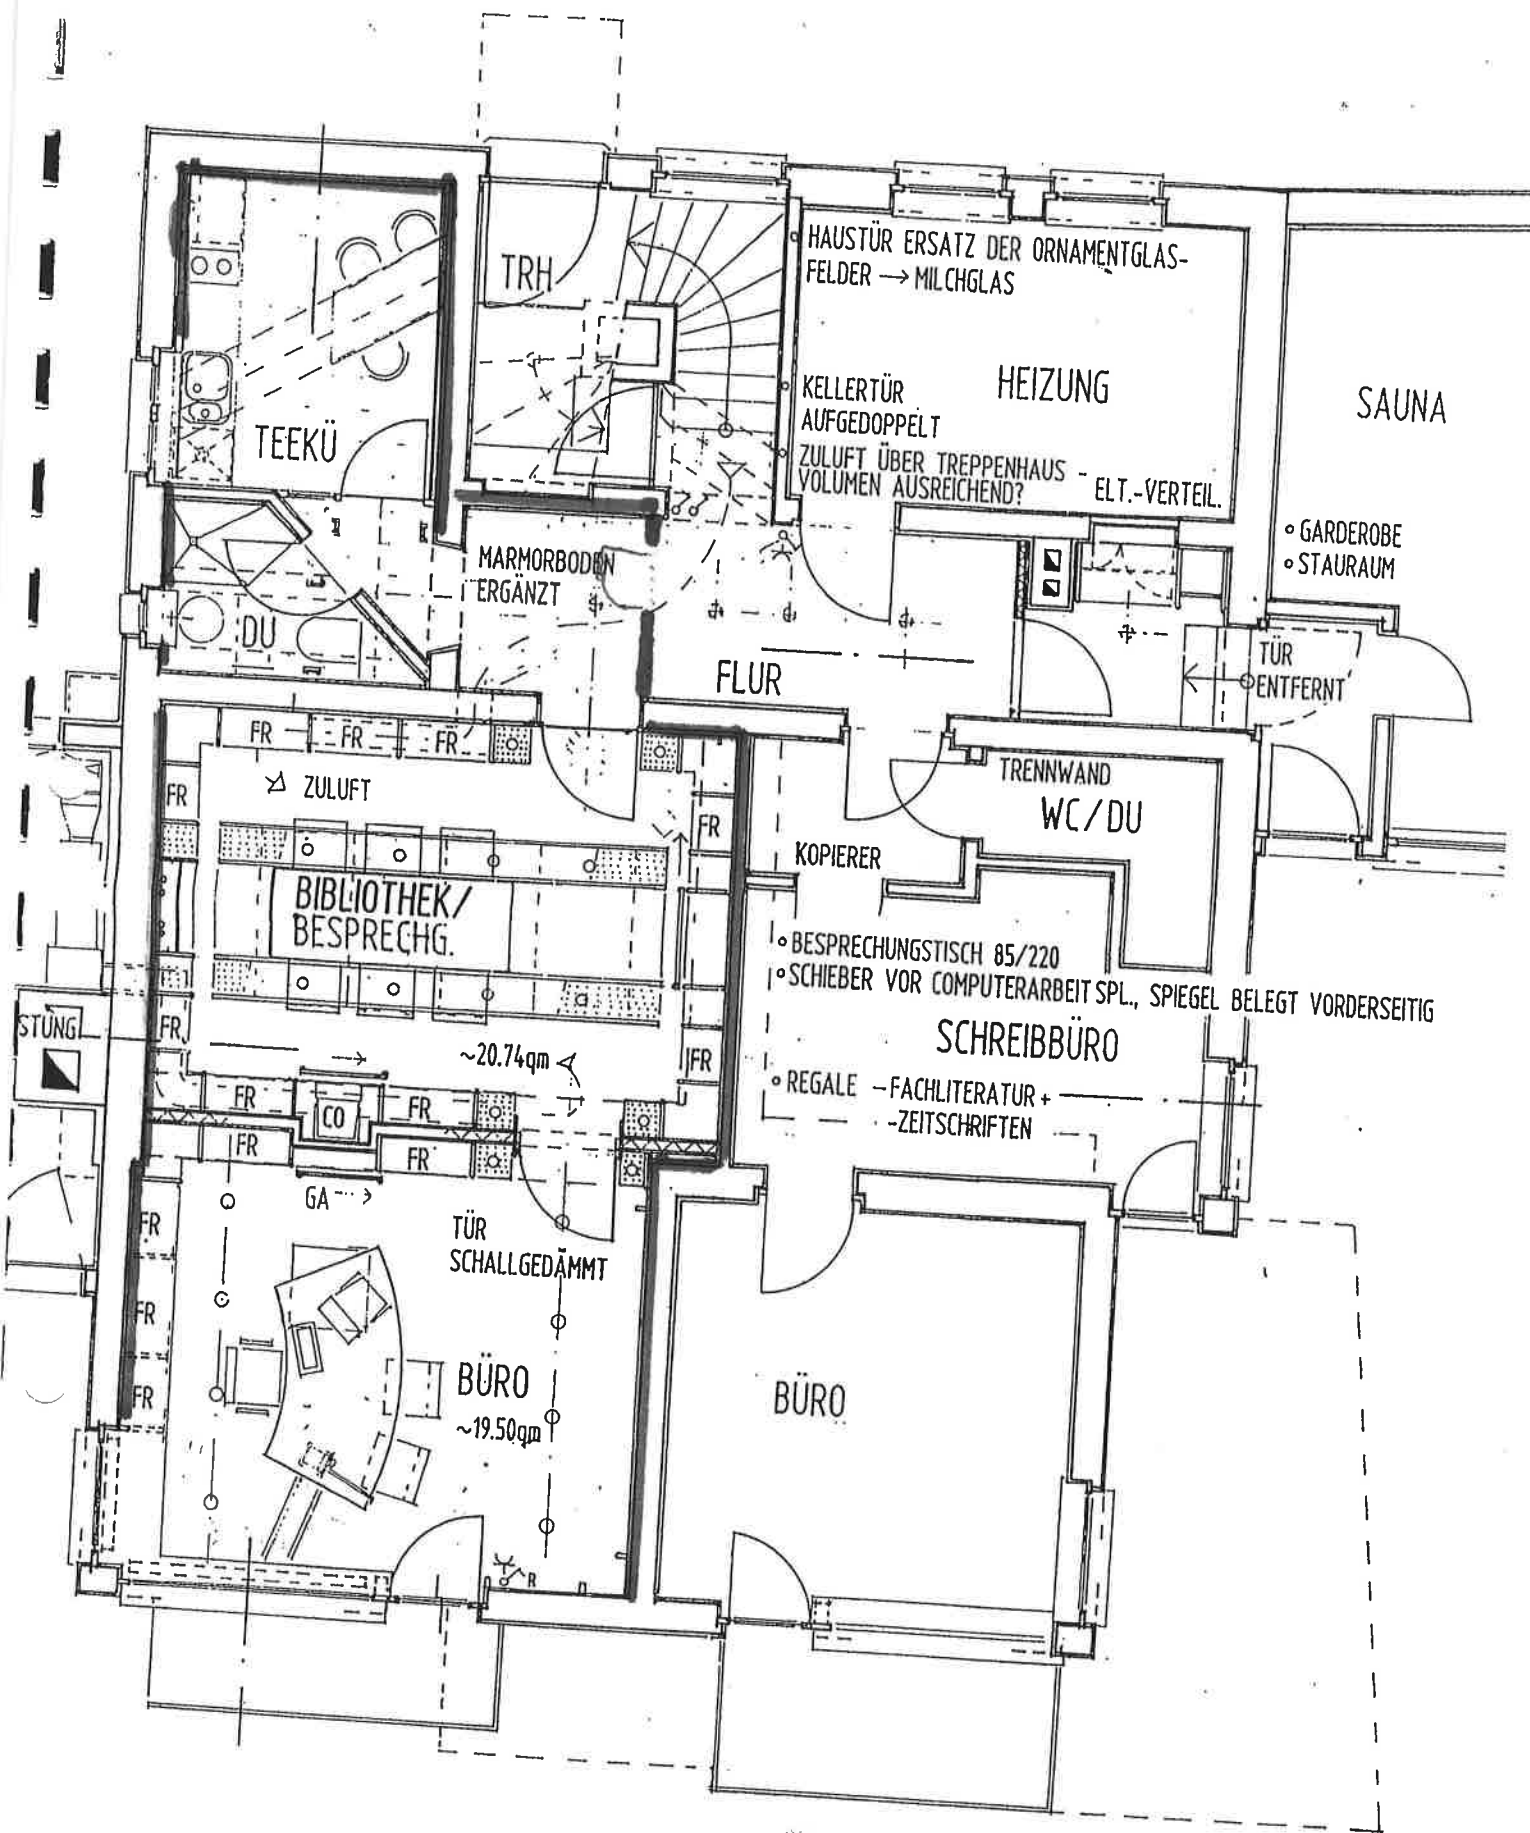 TRH
HAUSTÜR ERSATZ DER ORNAMENTGLAS-
FELDER → MILCHGLAS
HEIZUNG
KELLERTÜR
AUFGEDOPPELT
ZULUFT ÜBER TREPPENHAUS -
VOLUMEN AUSREICHEND?
ELT.-VERTEIL.
SAUNA
○ GARDEROBE
○ STAURAUM
TEEKÜ
MARMORBODEN
ERGÄNZT
DU
FLUR
TÜR
ENTFERNT
FR
FR
FR
ZULUFT
FR
FR
TRENNWAND
WC/DU
KOPIERER
BIBLIOTHEK/
BESPRECHG.
○ BESPRECHUNGSTISCH 85/220
○ SCHIEBER VOR COMPUTERARBEITSPL., SPIEGEL BELEGT VORDERSEITIG
SCHREIBBÜRO
STUNG
FR
~20.74qm
FR
○ REGALE - FACHLITERATUR +
- ZEITSCHRIFTEN
FR
CO
FR
FR
FR
GA
FR
TÜR
SCHALLGEDÄMMT
FR
FR
BÜRO
~19.50qm
BÜRO
R